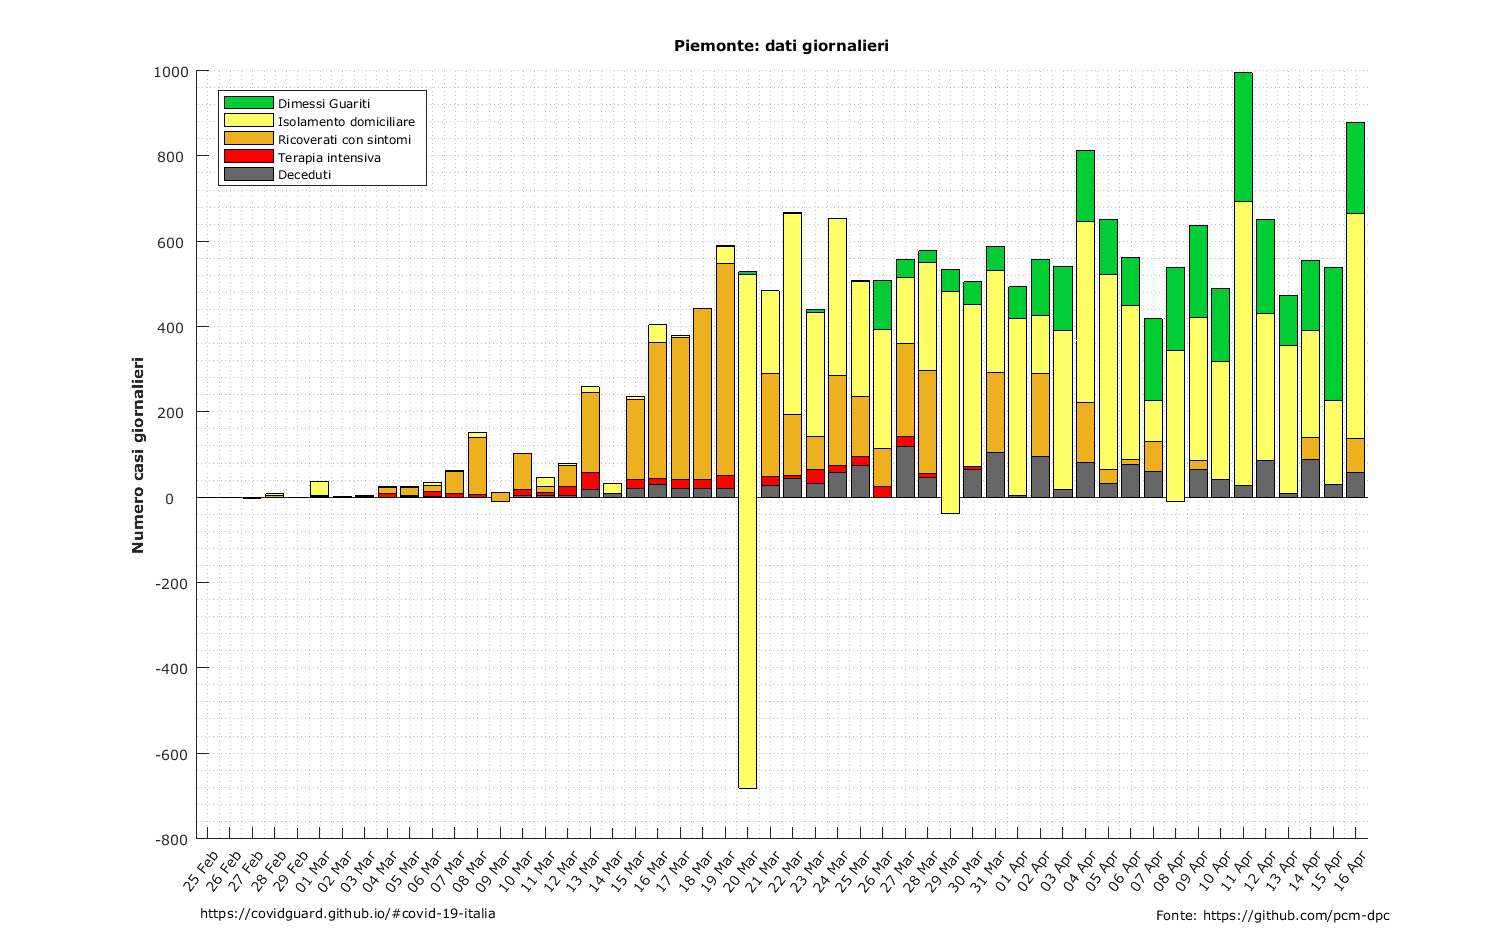 Piemonte: dati giornalieri
1000
800
600
400
200
0
-200
-400
-600
-800
Numero casi giornalieri
Dimessi Guariti
Isolamento domiciliare
Ricoverati con sintomi
Terapia intensiva
Deceduti
25 Feb
26 Feb
27 Feb
28 Feb
29 Feb
01 Mar
02 Mar
03 Mar
04 Mar
05 Mar
06 Mar
07 Mar
08 Mar
09 Mar
10 Mar
11 Mar
12 Mar
13 Mar
14 Mar
15 Mar
16 Mar
17 Mar
18 Mar
19 Mar
20 Mar
21 Mar
22 Mar
23 Mar
24 Mar
25 Mar
26 Mar
27 Mar
28 Mar
29 Mar
30 Mar
31 Mar
01 Apr
02 Apr
03 Apr
04 Apr
05 Apr
06 Apr
07 Apr
08 Apr
09 Apr
10 Apr
11 Apr
12 Apr
13 Apr
14 Apr
15 Apr
16 Apr
https://covidguard.github.io/#covid-19-italia
Fonte: https://github.com/pcm-dpc